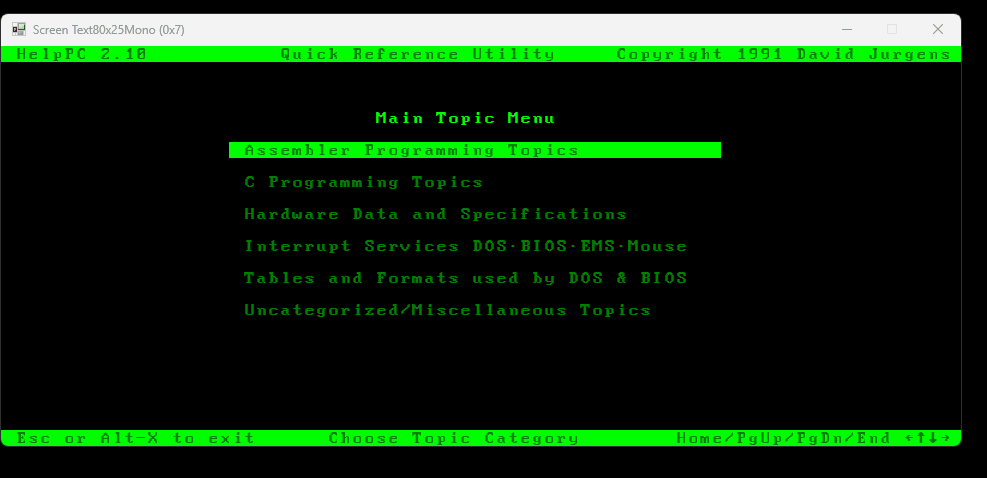 Screen Text80x25Mono (0x7)
HelpPC 2.10 Quick Reference Utility Copyright 1991 David Jurgens
Main Topic Menu
Assembler Programming Topics
C Programming Topics
Hardware Data and Specifications
Interrupt Services DOS·BIOS·EMS·Mouse
Tables and Formats used by DOS & BIOS
Uncategorized/Miscellaneous Topics
Esc or Alt-X to exit Choose Topic Category Home/PgUp/PgDn/End ←↑↓→